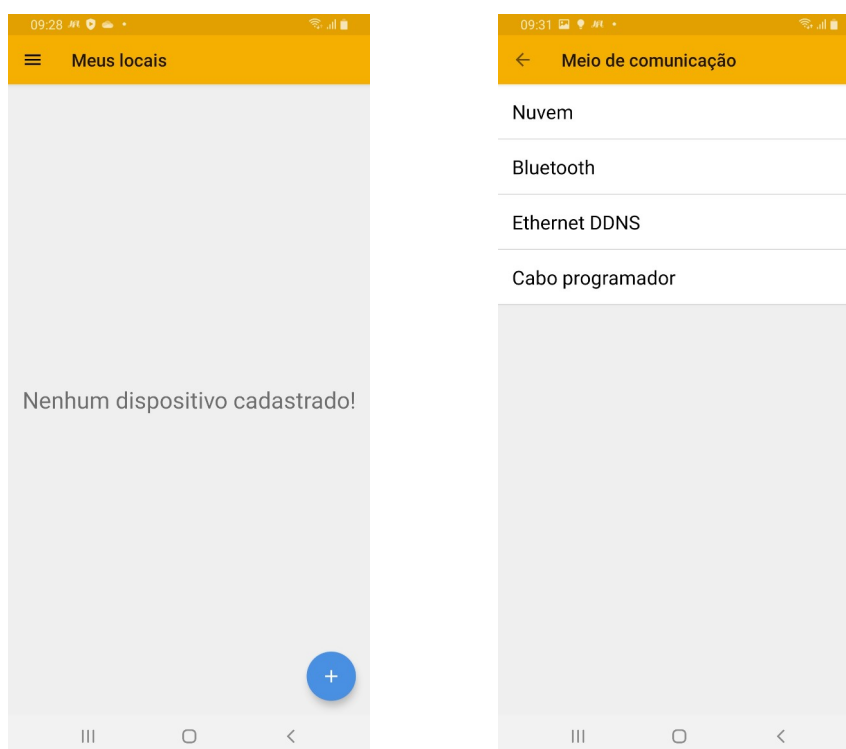 09:28
Meus locais
Nenhum dispositivo cadastrado!
09:31
Meio de comunicação
Nuvem
Bluetooth
Ethernet DDNS
Cabo programador